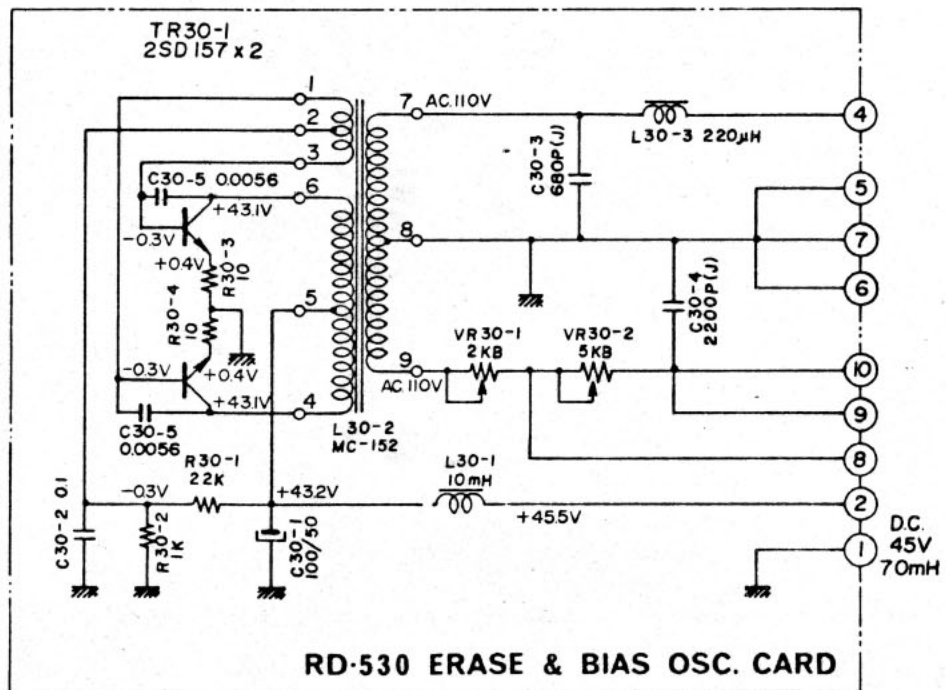 TR30-1
2SD157 x 2
1
2
3
C30-5 0.0056
6
+43.1V
-0.3V
+0.4V
R30-3
10
R30-4
10
5
-0.3V
+0.4V
+43.1V
4
C30-5
0.0056
7 AC.110V
8
9
AC 110V
L30-2
MC-152
C30-3
680P(J)
L30-3 220μH
C30-4
2200P(J)
VR30-1
2KB
VR30-2
5KB
R30-1
22K
-0.3V
+43.2V
L30-1
10mH
+45.5V
C30-2 0.1
R30-2
1K
C30-1
100/50
4
5
7
6
10
9
8
2
1
D.C.
45V
70mH
RD-530 ERASE & BIAS OSC. CARD